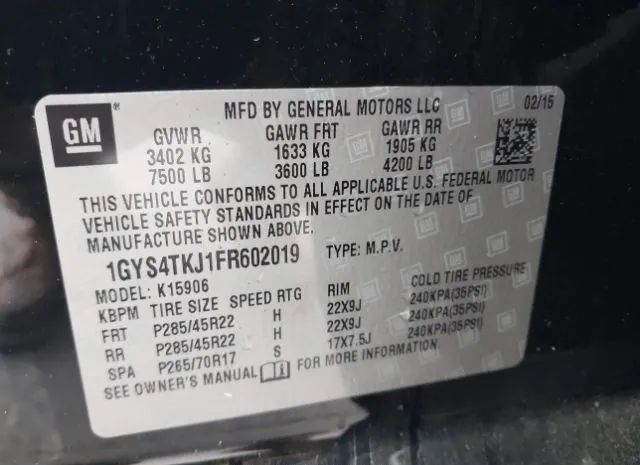 GM ®
MFD BY GENERAL MOTORS LLC 02/15
GVWR GAWR FRT GAWR RR
3402 KG 1633 KG 1905 KG
7500 LB 3600 LB 4200 LB
THIS VEHICLE CONFORMS TO ALL APPLICABLE U.S. FEDERAL MOTOR
VEHICLE SAFETY STANDARDS IN EFFECT ON THE DATE OF
MANUFACTURE SHOWN ABOVE.
1GYS4TKJ1FR602019 TYPE: M.P.V.
MODEL: K15906
KBPM TIRE SIZE SPEED RTG RIM COLD TIRE PRESSURE
FRT P285/45R22 H 22X9J 240KPA(35PSI)
RR P285/45R22 H 22X9J 240KPA(35PSI)
SPA P265/70R17 S 17X7.5J 240KPA(35PSI)
SEE OWNER'S MANUAL FOR MORE INFORMATION